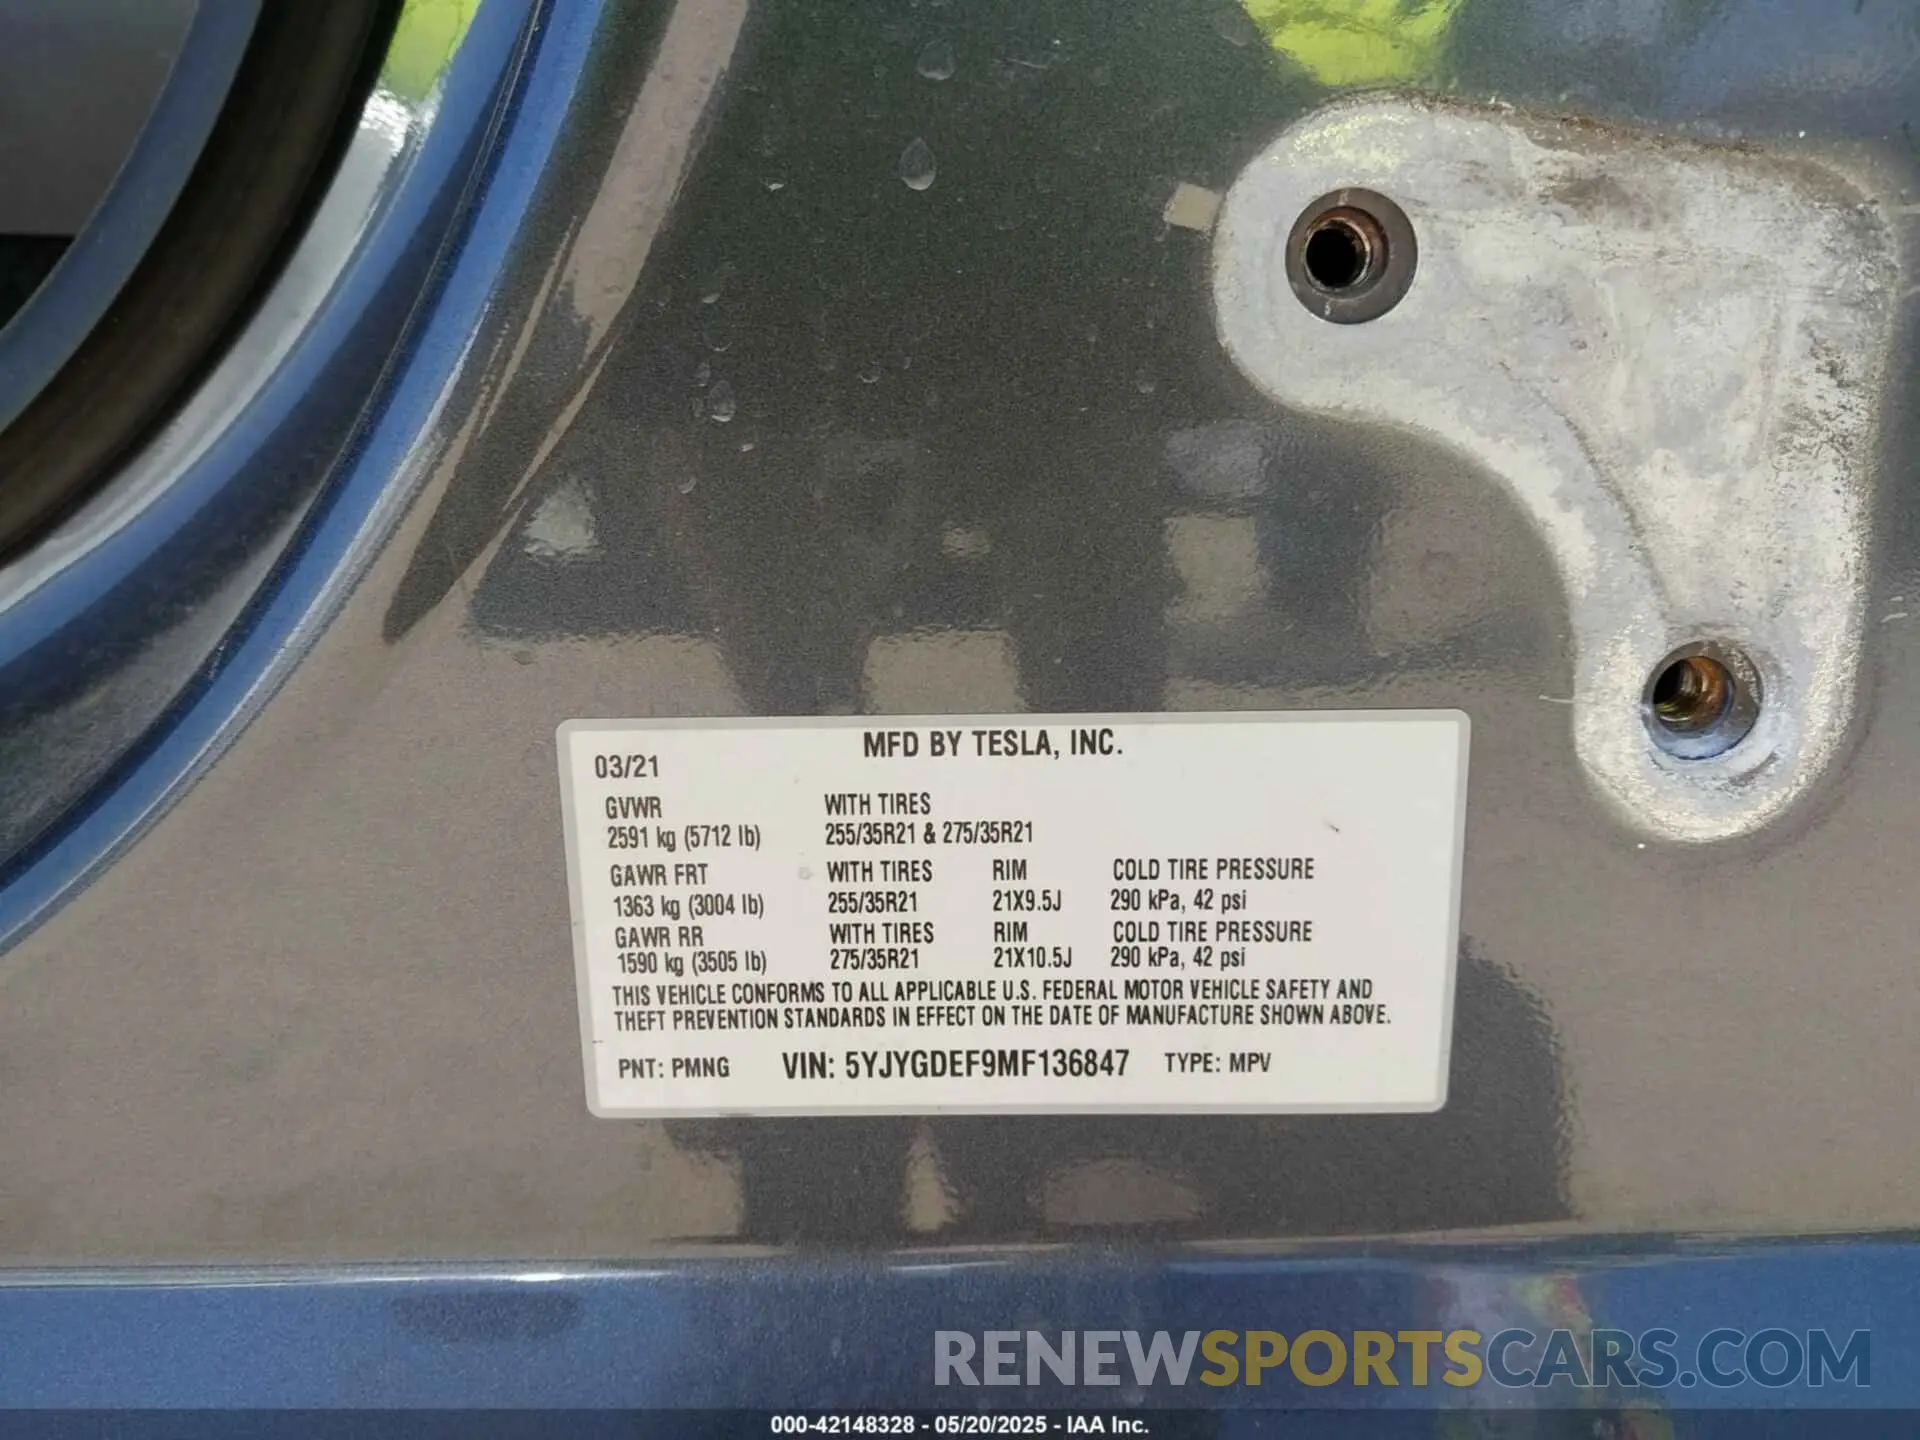 03/21 MFD BY TESLA, INC.
GVWR WITH TIRES
2591 kg (5712 lb) 255/35R21 & 275/35R21
GAWR FRT WITH TIRES RIM COLD TIRE PRESSURE
1363 kg (3004 lb) 255/35R21 21X9.5J 290 kPa, 42 psi
GAWR RR WITH TIRES RIM COLD TIRE PRESSURE
1590 kg (3505 lb) 275/35R21 21X10.5J 290 kPa, 42 psi
THIS VEHICLE CONFORMS TO ALL APPLICABLE U.S. FEDERAL MOTOR VEHICLE SAFETY AND
THEFT PREVENTION STANDARDS IN EFFECT ON THE DATE OF MANUFACTURE SHOWN ABOVE.
PNT: PMNG VIN: 5YJYGDEF9MF136847 TYPE: MPV
RENEWSPORTSCARS.COM
000-42148328 - 05/20/2025 - IAA Inc.